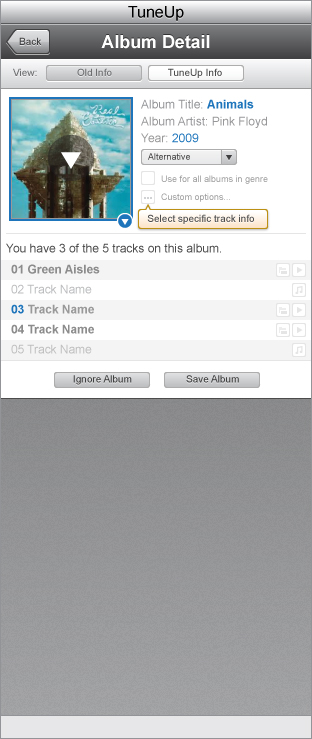 TuneUp
Back
Album Detail
View: Old Info TuneUp Info
Real Estate
Album Title: Animals
Album Artist: Pink Floyd
Year: 2009
Alternative
Use for all albums in genre
Custom options...
Select specific track info
You have 3 of the 5 tracks on this album.
01 Green Aisles
02 Track Name
03 Track Name
04 Track Name
05 Track Name
Ignore Album Save Album